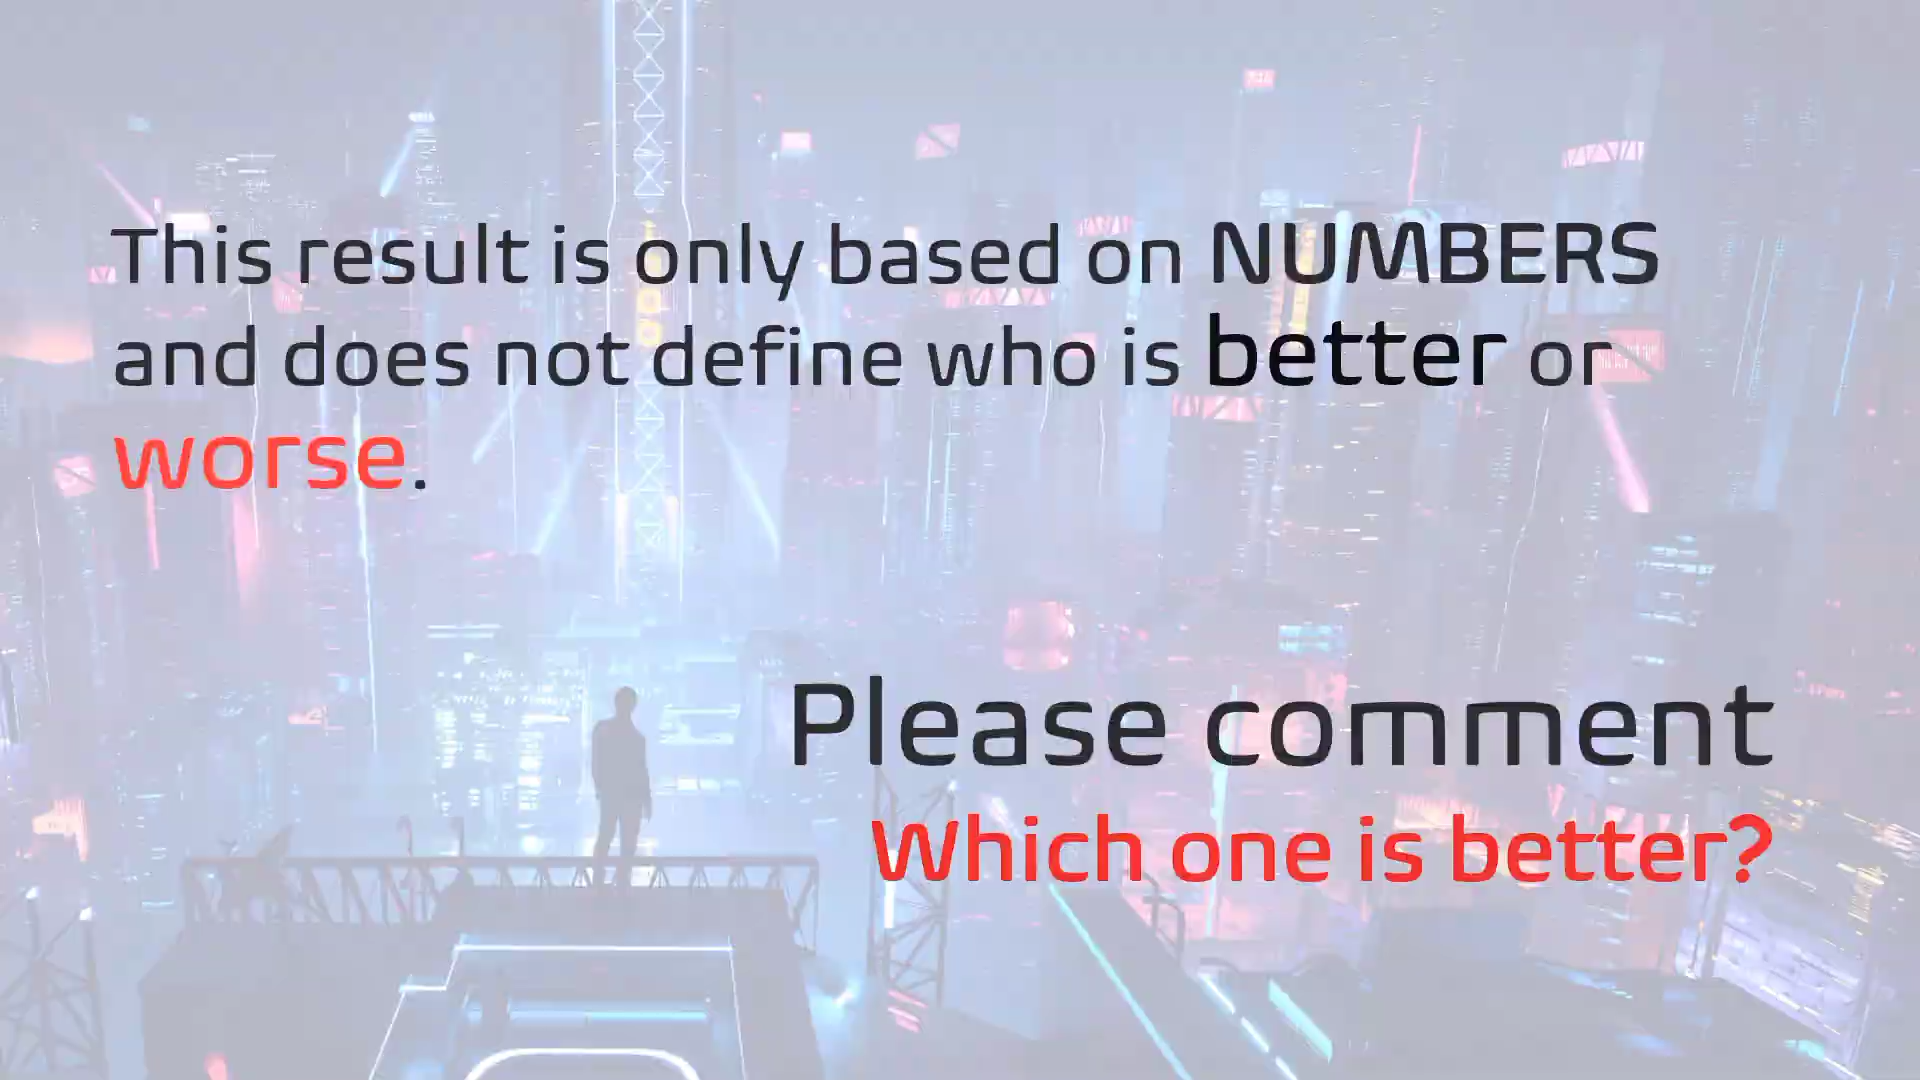 This result is only based on NUMBERS
and does not define who is better or
worse.
Please comment
Which one is better?